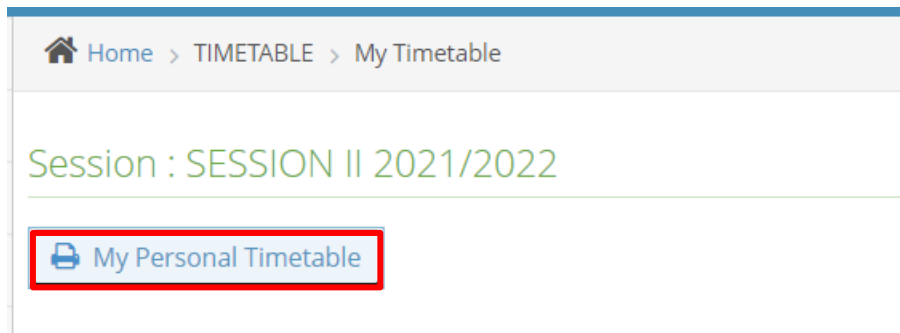 Home > TIMETABLE > My Timetable
Session : SESSION II 2021/2022
My Personal Timetable